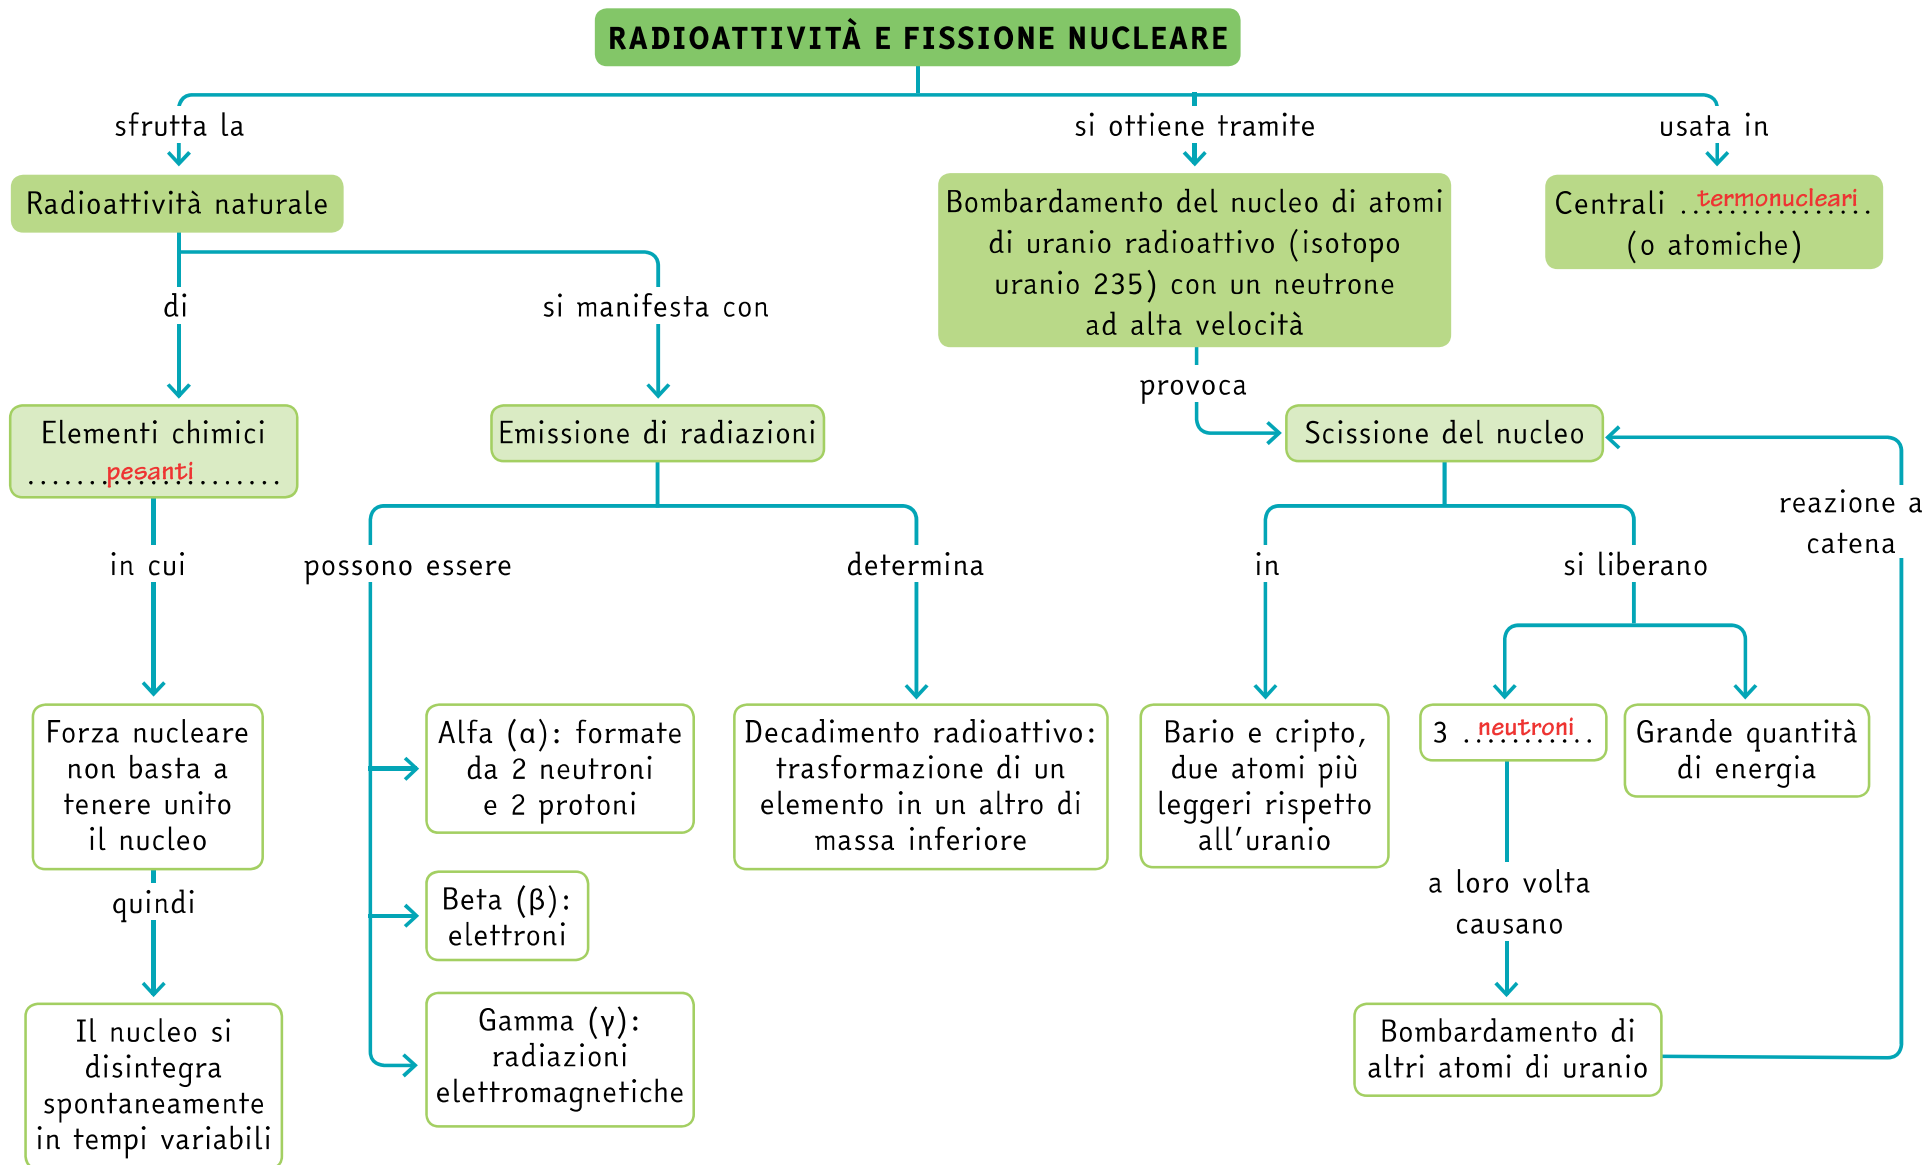 RADIOATTIVITÀ E FISSIONE NUCLEARE
sfrutta la
si ottiene tramite
usata in
Radioattività naturale
Bombardamento del nucleo di atomi
di uranio radioattivo (isotopo
uranio 235) con un neutrone
ad alta velocità
Centrali termonucleari
(o atomiche)
di
si manifesta con
provoca
Elementi chimici
pesanti
Emissione di radiazioni
Scissione del nucleo
reazione a
catena
in cui
possono essere
determina
in
si liberano
Forza nucleare
non basta a
tenere unito
il nucleo
Alfa (α): formate
da 2 neutroni
e 2 protoni
Decadimento radioattivo:
trasformazione di un
elemento in un altro di
massa inferiore
Bario e cripto,
due atomi più
leggeri rispetto
all'uranio
3 neutroni
Grande quantità
di energia
quindi
Beta (β):
elettroni
a loro volta
causano
Il nucleo si
disintegra
spontaneamente
in tempi variabili
Gamma (γ):
radiazioni
elettromagnetiche
Bombardamento di
altri atomi di uranio